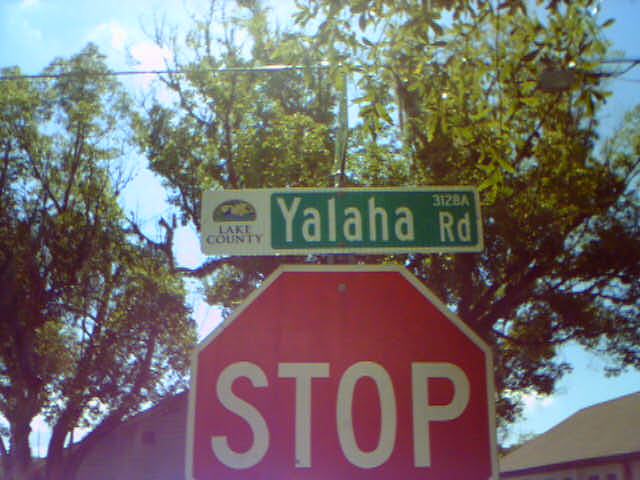 LAKE
COUNTY
Yalaha Rd
3128A
STOP